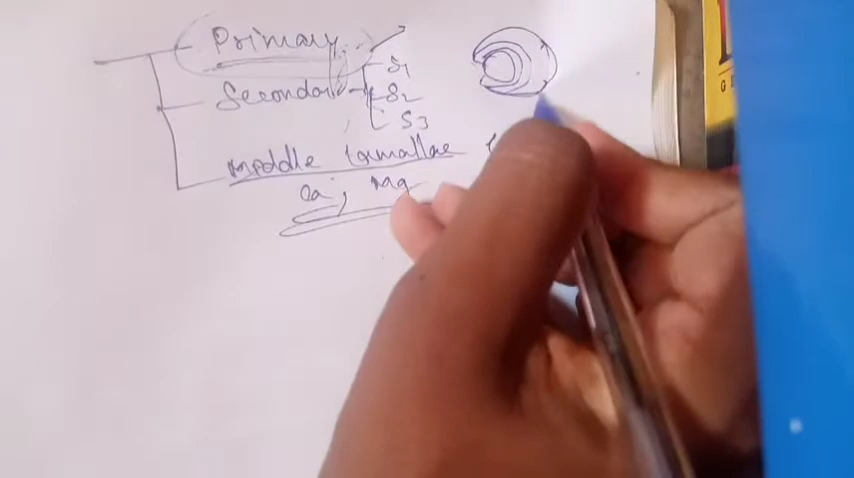 Primary
S1
Secondary
S2
S3
Middle lamallae
Ca, Mg